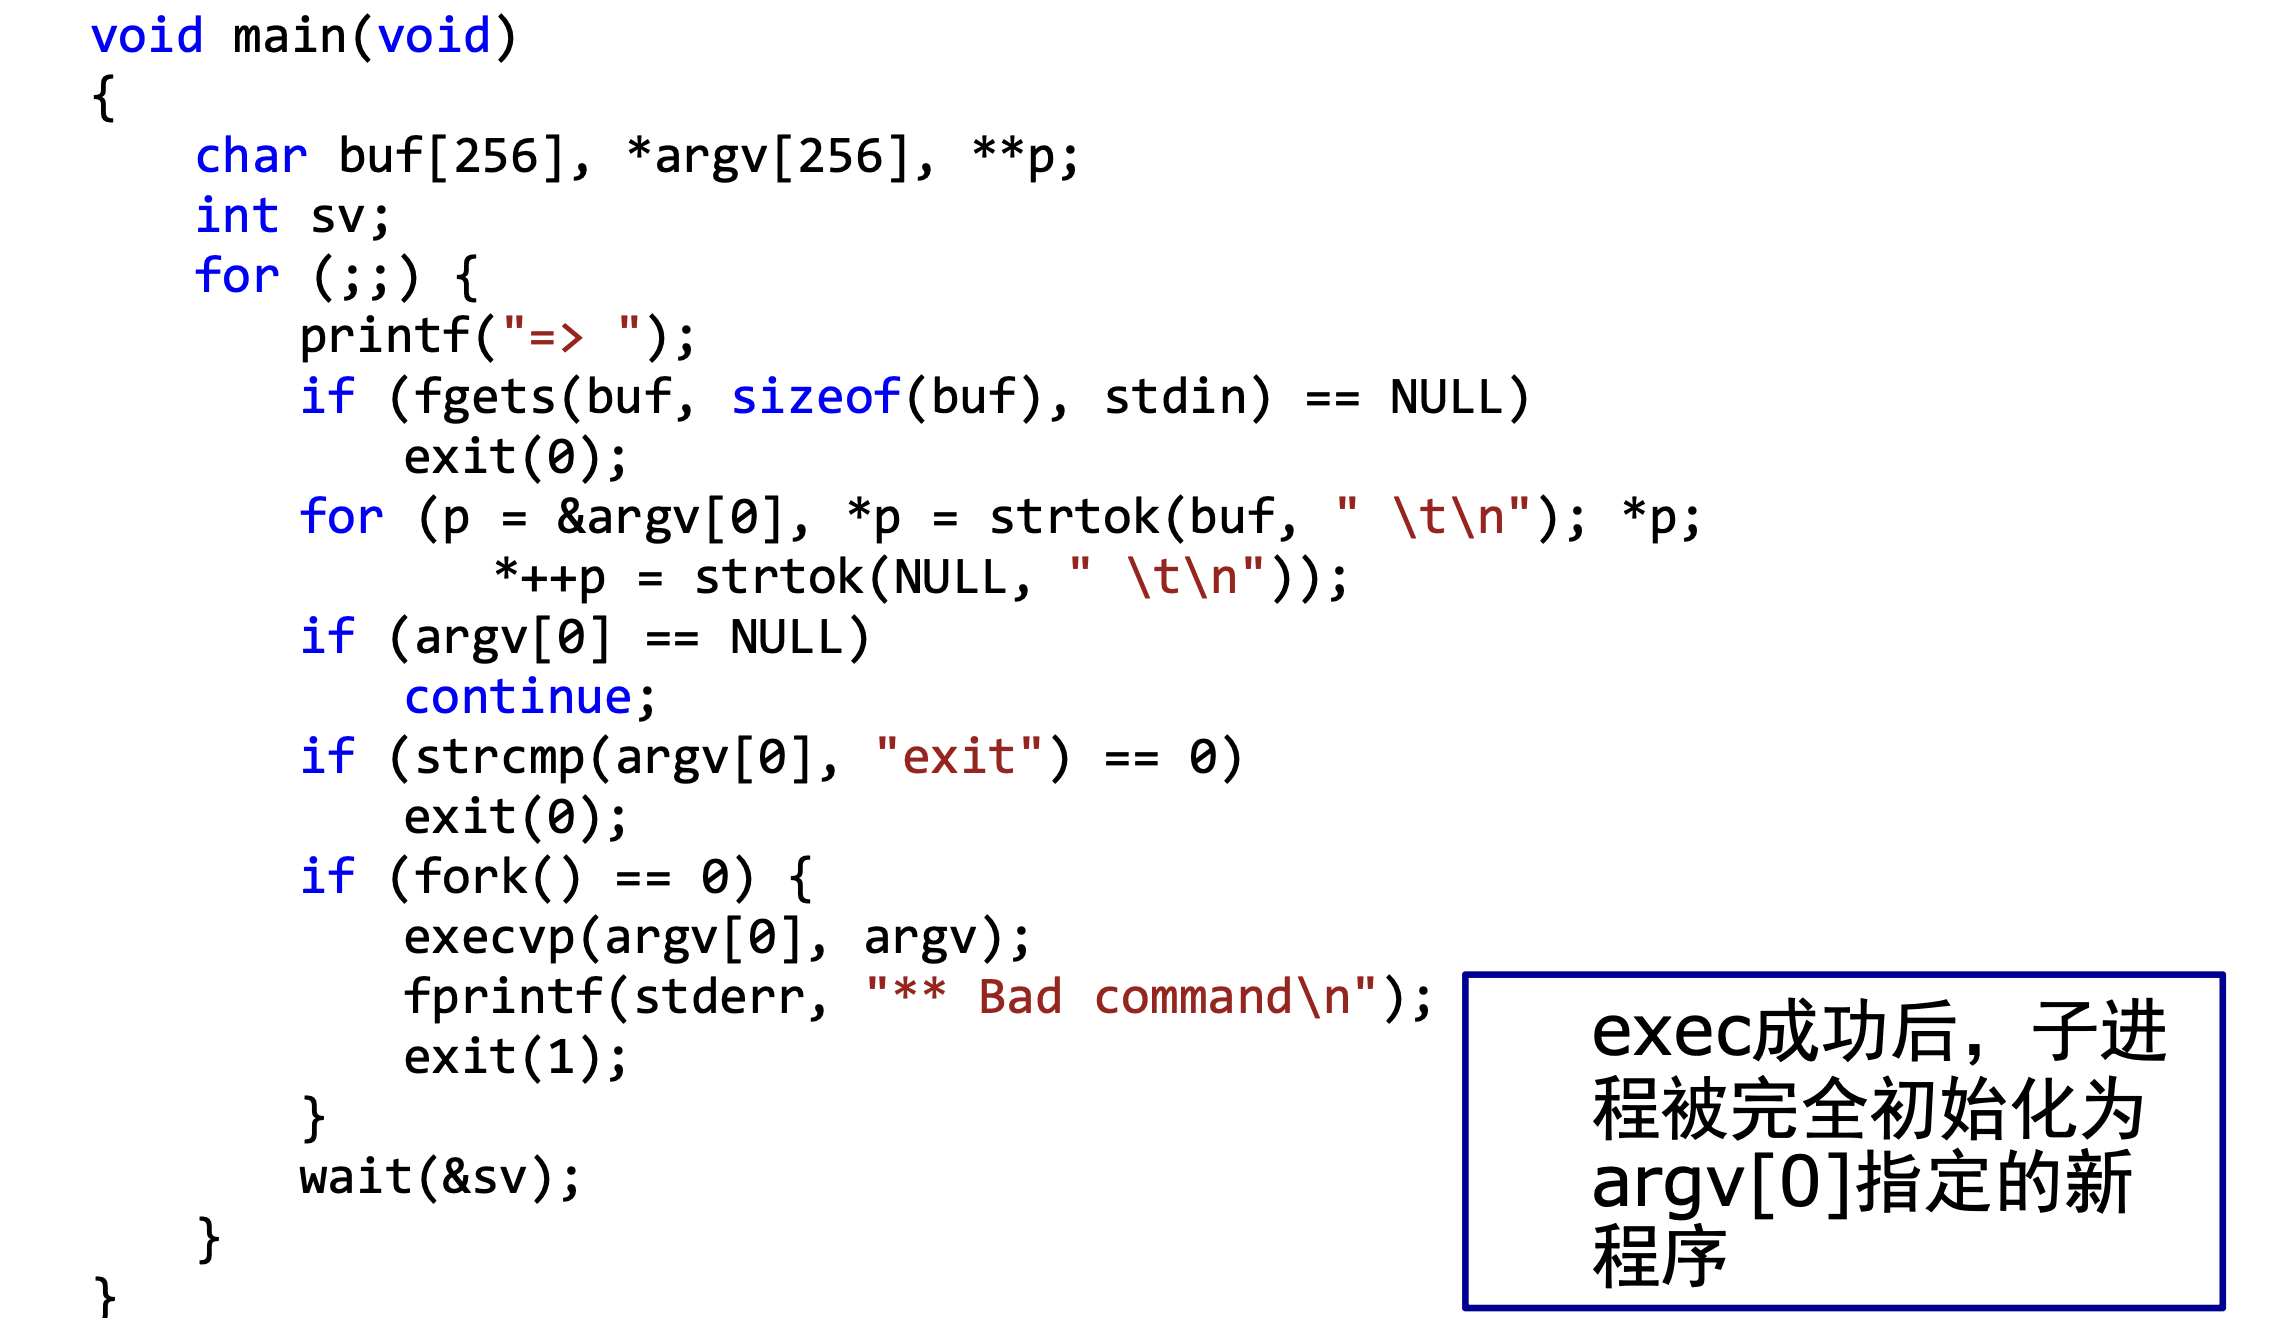 void main(void)
{
    char buf[256], *argv[256], **p;
    int sv;
    for (;;) {
        printf("=> ");
        if (fgets(buf, sizeof(buf), stdin) == NULL)
            exit(0);
        for (p = &argv[0], *p = strtok(buf, " \t\n"); *p;
                *++p = strtok(NULL, " \t\n"));
        if (argv[0] == NULL)
            continue;
        if (strcmp(argv[0], "exit") == 0)
            exit(0);
        if (fork() == 0) {
            execvp(argv[0], argv);
            fprintf(stderr, "** Bad command\n");
            exit(1);
        }
        wait(&sv);
    }
}
exec成功后，子进
程被完全初始化为
argv[0]指定的新
程序